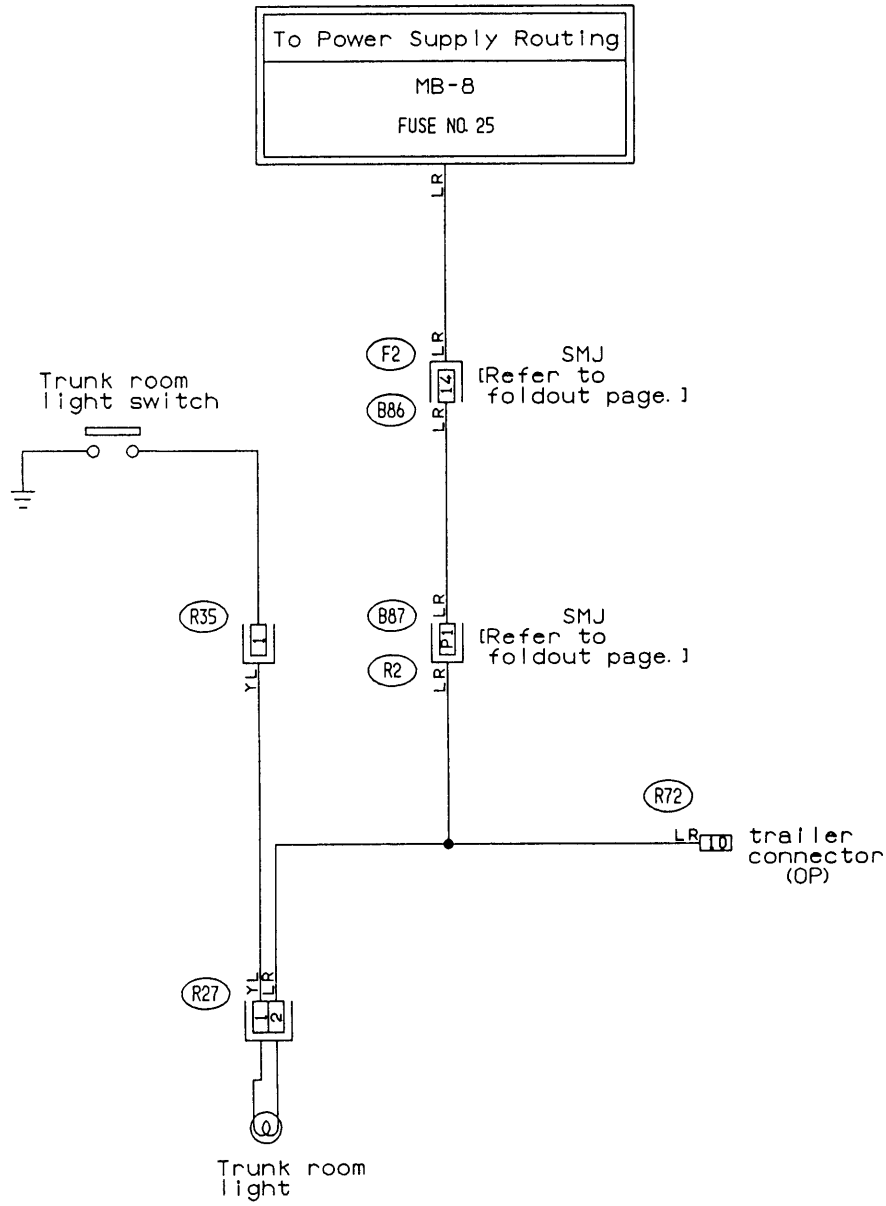 To Power Supply Routing
MB-8
FUSE NO. 25
LR
LR
F2
14
SMJ
[Refer to
foldout page.]
B86
LR
Trunk room
light switch
LR
B87
P1
SMJ
[Refer to
foldout page.]
R2
LR
R35
1
YL
R72
LR
10
trailer
connector
(OP)
YL
LR
R27
1
2
Trunk room
light